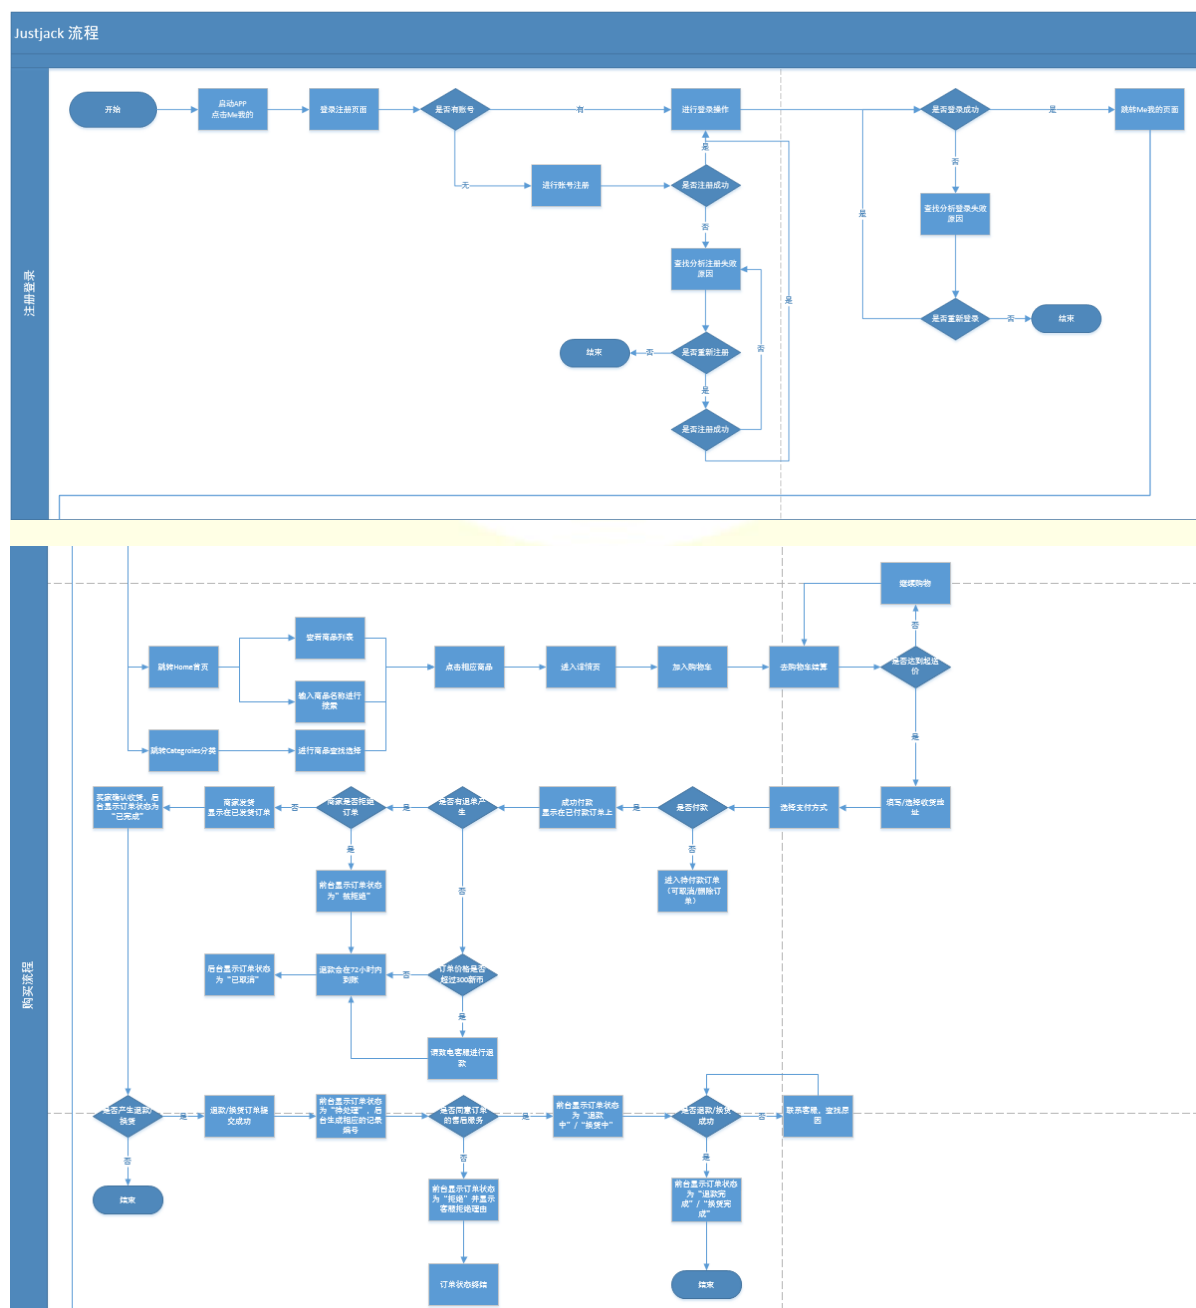 Justjack 流程
注册登录
开始
启动APP
点击Me我的
登录注册页面
是否有账号
有
进行登录操作
是否登录成功
是
跳转Me我的页面
是
否
无
进行账号注册
是否注册成功
查找分析登录失败
原因
是
否
查找分析注册失败
原因
是
是否重新登录
否
结束
结束
否
是否重新注册
否
是
是否注册成功
购买流程
继续购物
否
查看商品列表
跳转Home首页
点击相应商品
进入详情页
加入购物车
去购物车结算
是否达到起送
价
输入商品名称进行
搜索
是
跳转Categroies分类
进行商品查找选择
买家确认收货，后
台显示订单状态为
“已完成”
商家发货
显示在已发货订单
否
商家是否拒绝
订单
是
是否有退单产
生
成功付款
显示在已付款订单上
是
是否付款
选择支付方式
填写/选择收货地
址
是
否
否
前台显示订单状态
为“被拒绝”
进入待付款订单
（可取消/删除订
单）
后台显示订单状态
为“已取消”
退款会在72小时内
到账
否
订单价格是否
超过300新币
是
请致电客服进行退
款
是否产生退款/
换货
是
退款/换货订单提
交成功
前台显示订单状态
为“待处理”，后
台生成相应的记录
编号
是否同意订单
的售后服务
是
前台显示订单状态
为“退款
中”/“换货中”
是否退款/换货
成功
否
联系客服，查找原
因
否
否
是
结束
前台显示订单状态
为“拒绝”并显示
客服拒绝理由
前台显示订单状态
为“退款完
成”/“换货完
成”
订单状态终结
结束